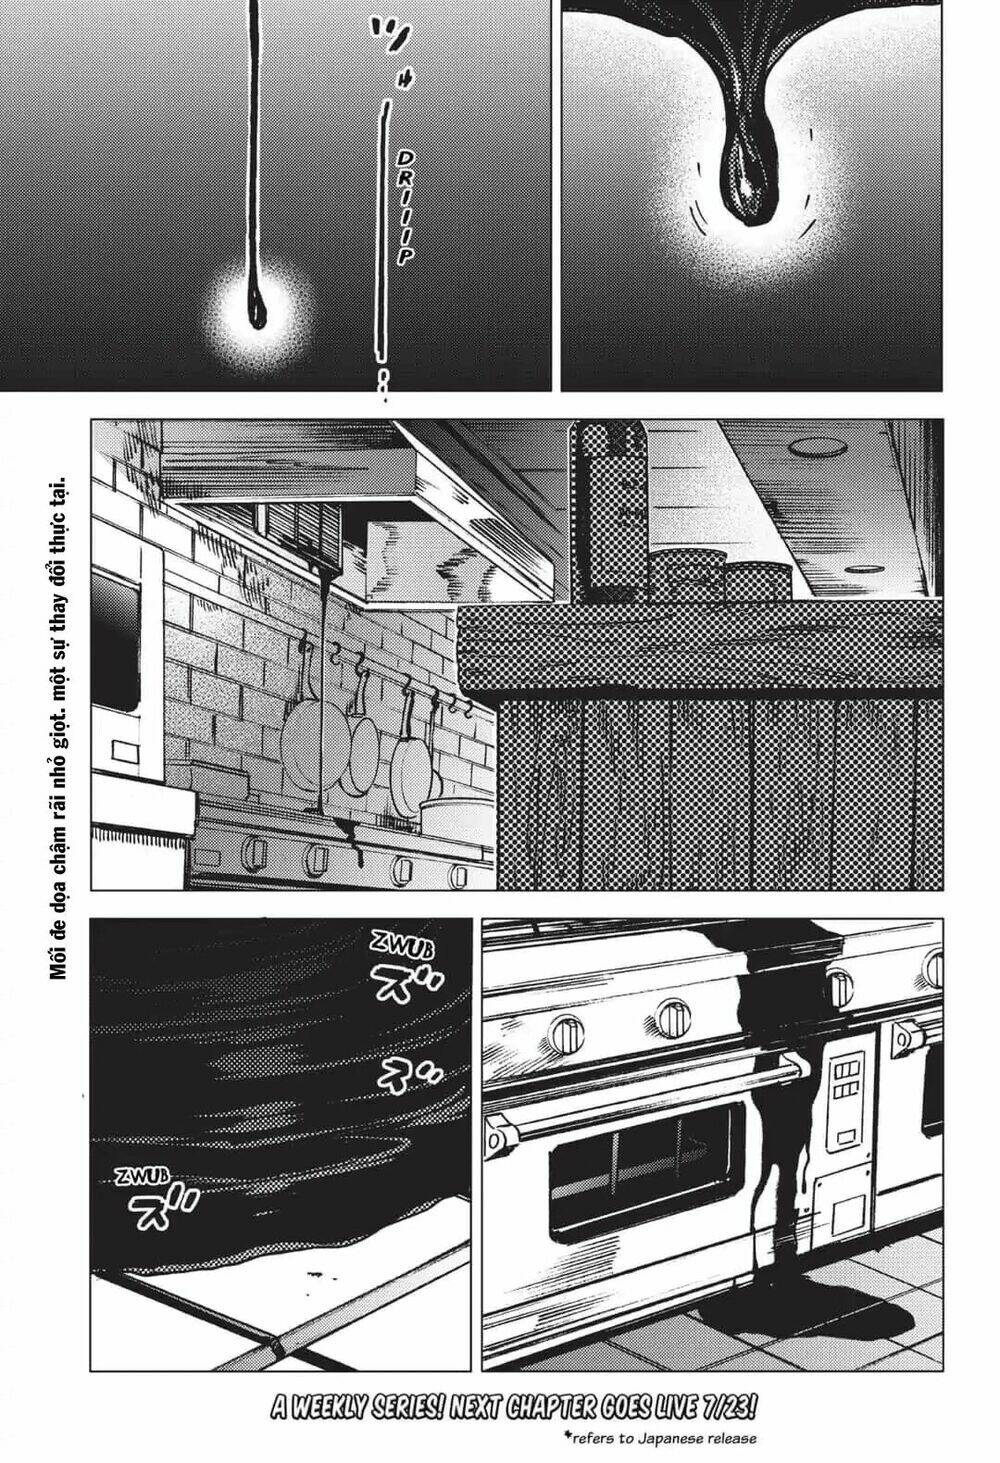 ツゥー…
DRIIIP
Mối đe dọa chậm rãi nhỏ giọt. một sự thay đổi thực tại.
ZWUB
ズ"
ズ"
ZWUB
ズ"
A WEEKLY SERIES! NEXT CHAPTER GOES LIVE 7/23!
*refers to Japanese release